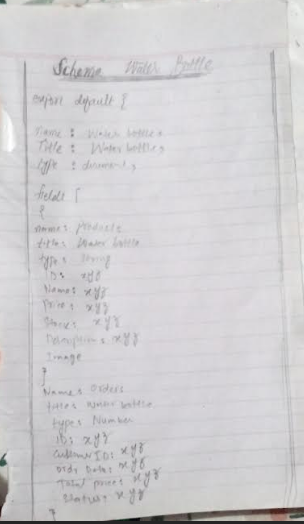 Schema Water Bottle
export default {
Name : Water bottle,
Title : Water bottle,
type : document,
fields [
{
name : Products
title : Water bottle
type : String
ID : xyz
Name : xyz
Price : xyz
Stock : xyz
Description : xyz
Image
}
Name : Orders
title : Water bottle
type : Number
ID : xyz
Customer ID : xyz
Order Date : xyz
Total price : xyz
Status : xyz
}